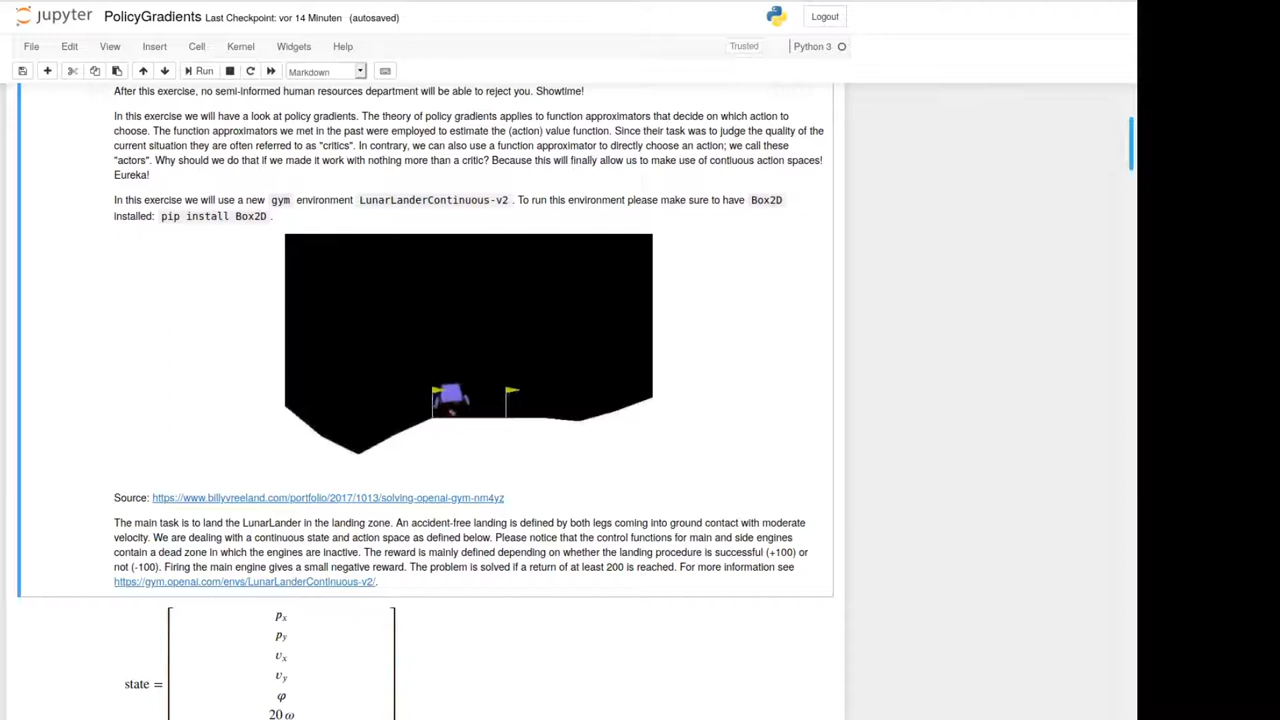 jupyter PolicyGradients Last Checkpoint: vor 14 Minuten (autosaved)
Logout
File Edit View Insert Cell Kernel Widgets Help
Trusted Python 3
Run Markdown
After this exercise, no semi-informed human resources department will be able to reject you. Showtime!
In this exercise we will have a look at policy gradients. The theory of policy gradients applies to function approximators that decide on which action to
choose. The function approximators we met in the past were employed to estimate the (action) value function. Since their task was to judge the quality of the
current situation they are often referred to as "critics". In contrary, we can also use a function approximator to directly choose an action; we call these
"actors". Why should we do that if we made it work with nothing more than a critic? Because this will finally allow us to make use of contiuous action spaces!
Eureka!
In this exercise we will use a new gym environment LunarLanderContinuous-v2. To run this environment please make sure to have Box2D
installed: pip install Box2D.
Source: https://www.billyvreeland.com/portfolio/2017/1013/solving-openai-gym-nm4yz
The main task is to land the LunarLander in the landing zone. An accident-free landing is defined by both legs coming into ground contact with moderate
velocity. We are dealing with a continuous state and action space as defined below. Please notice that the control functions for main and side engines
contain a dead zone in which the engines are inactive. The reward is mainly defined depending on whether the landing procedure is successful (+100) or
not (-100). Firing the main engine gives a small negative reward. The problem is solved if a return of at least 200 is reached. For more information see
https://gym.openai.com/envs/LunarLanderContinuous-v2/.
p_x
p_y
v_x
v_y
state =
φ
20 ω